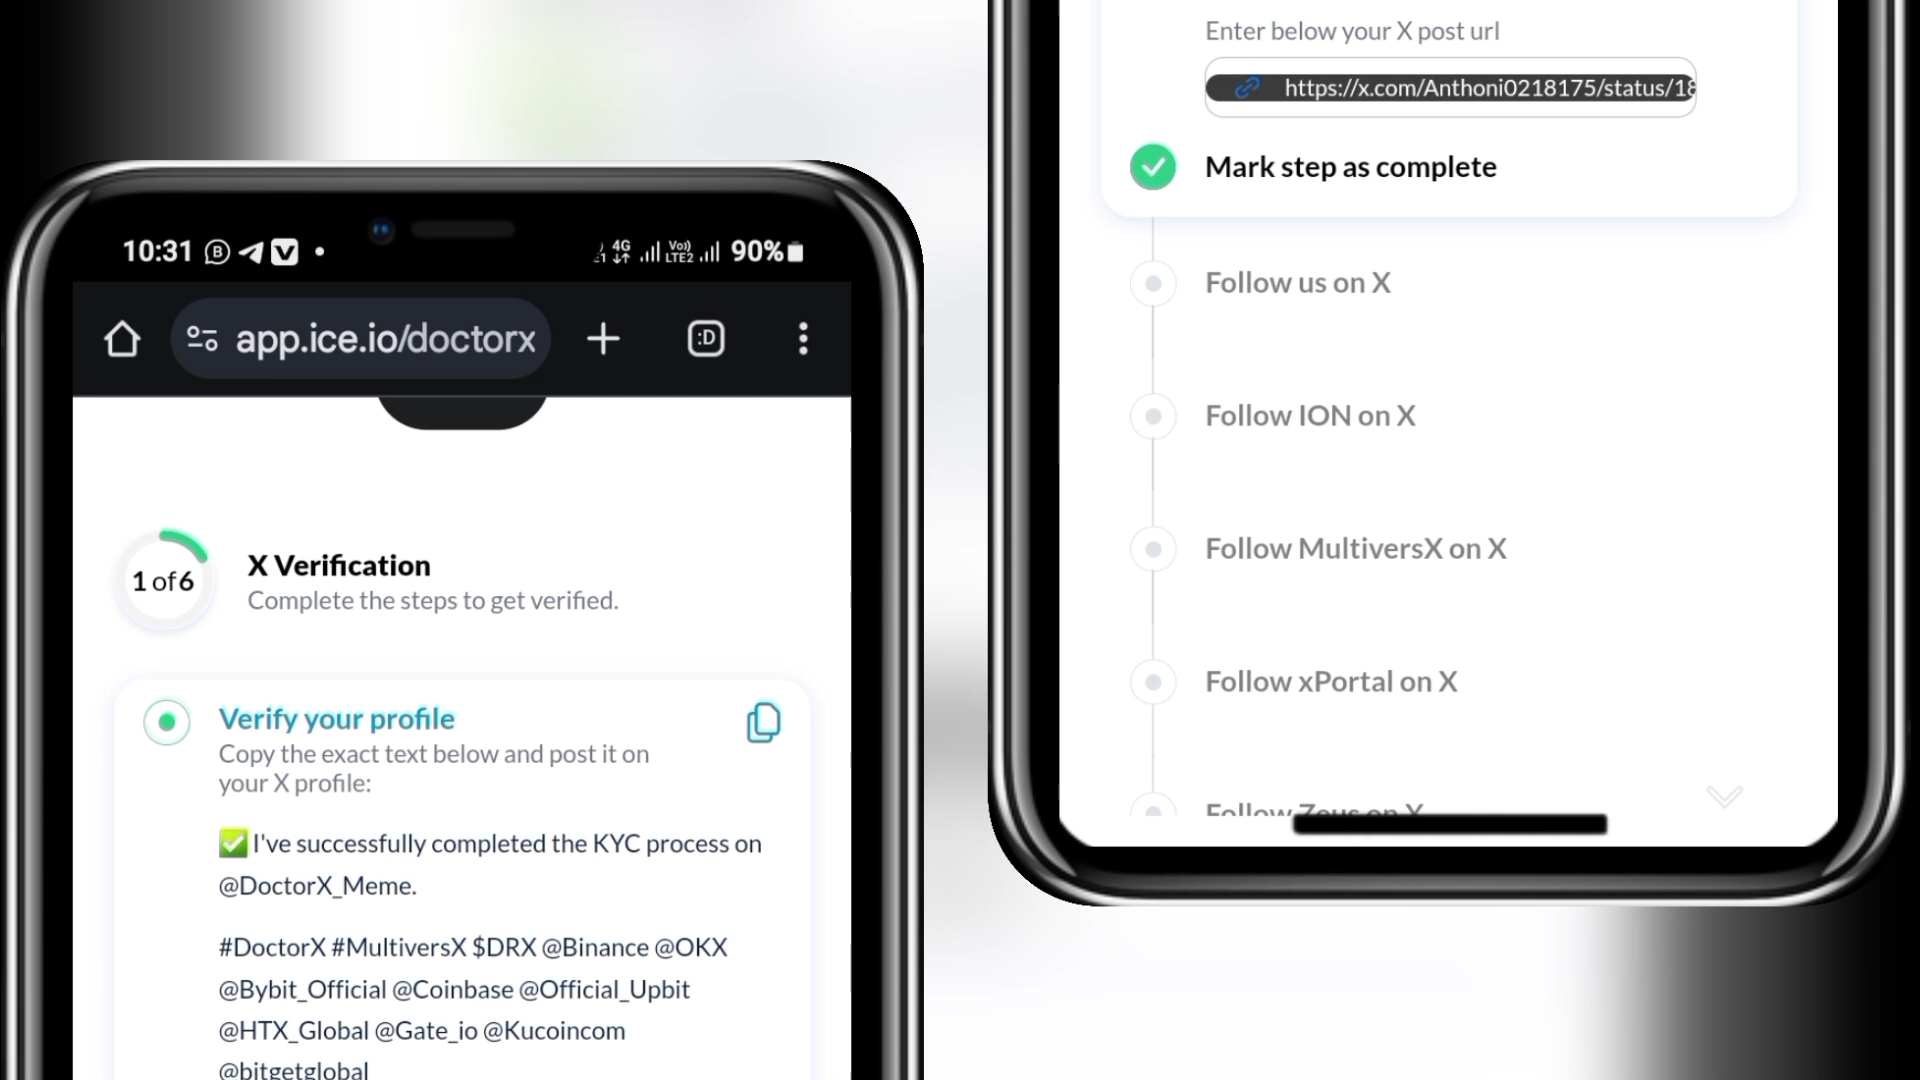 10:31
4G
Vo))
LTE2
90%
app.ice.io/doctorx
:D
1 of 6
X Verification
Complete the steps to get verified.
Verify your profile
Copy the exact text below and post it on
your X profile:
✅ I've successfully completed the KYC process on
@DoctorX_Meme.
#DoctorX #MultiversX $DRX @Binance @OKX
@Bybit_Official @Coinbase @Official_Upbit
@HTX_Global @Gate_io @Kucoincom
@bitgetglobal
Enter below your X post url
https://x.com/Anthoni0218175/status/18
Mark step as complete
Follow us on X
Follow ION on X
Follow MultiversX on X
Follow xPortal on X
Follow Zeus on X